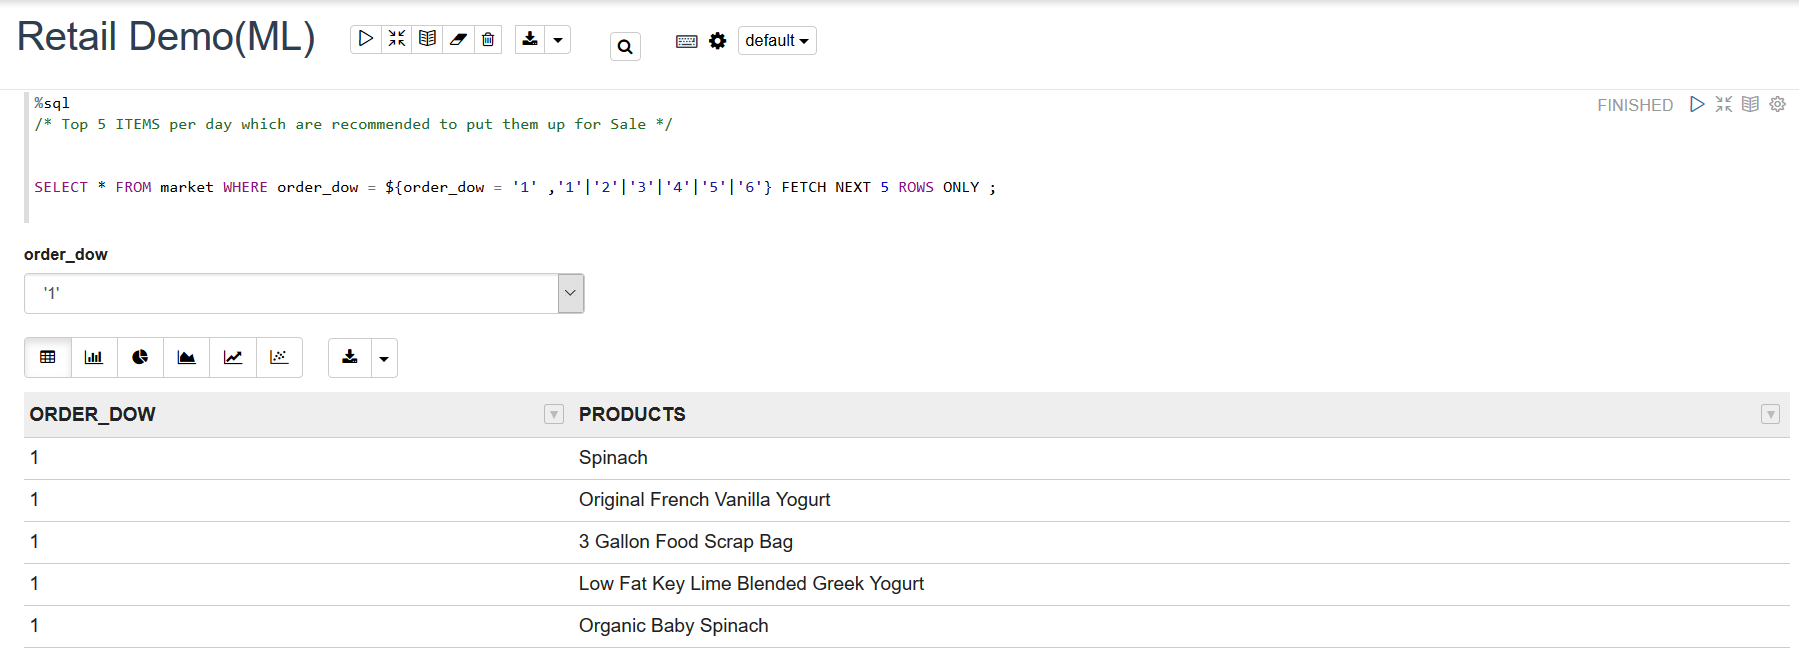 Retail Demo(ML)
default
%sql
FINISHED
/* Top 5 ITEMS per day which are recommended to put them up for Sale */
SELECT * FROM market WHERE order_dow = ${order_dow = '1' ,'1'|'2'|'3'|'4'|'5'|'6'} FETCH NEXT 5 ROWS ONLY ;
order_dow
'1'
ORDER_DOW PRODUCTS
1 Spinach
1 Original French Vanilla Yogurt
1 3 Gallon Food Scrap Bag
1 Low Fat Key Lime Blended Greek Yogurt
1 Organic Baby Spinach